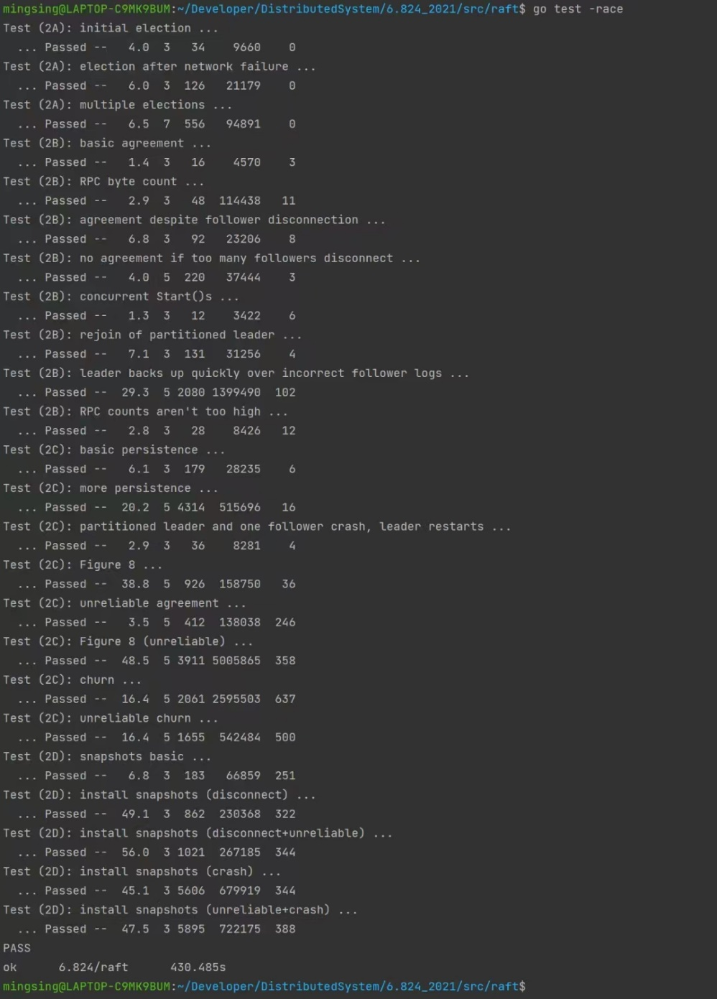 mingsing@LAPTOP-C9MK9BUM:~/Developer/DistributedSystem/6.824_2021/src/raft$ go test -race
Test (2A): initial election ...
  ... Passed --   4.0  3   34    9660    0
Test (2A): election after network failure ...
  ... Passed --   6.0  3  126   21179    0
Test (2A): multiple elections ...
  ... Passed --   6.5  7  556   94891    0
Test (2B): basic agreement ...
  ... Passed --   1.4  3   16    4570    3
Test (2B): RPC byte count ...
  ... Passed --   2.9  3   48  114438   11
Test (2B): agreement despite follower disconnection ...
  ... Passed --   6.8  3   92   23206    8
Test (2B): no agreement if too many followers disconnect ...
  ... Passed --   4.0  5  220   37444    3
Test (2B): concurrent Start()s ...
  ... Passed --   1.3  3   12    3422    6
Test (2B): rejoin of partitioned leader ...
  ... Passed --   7.1  3  131   31256    4
Test (2B): leader backs up quickly over incorrect follower logs ...
  ... Passed --  29.3  5 2080 1399490  102
Test (2B): RPC counts aren't too high ...
  ... Passed --   2.8  3   28    8426   12
Test (2C): basic persistence ...
  ... Passed --   6.1  3  179   28235    6
Test (2C): more persistence ...
  ... Passed --  20.2  5 4314  515696   16
Test (2C): partitioned leader and one follower crash, leader restarts ...
  ... Passed --   2.9  3   36    8281    4
Test (2C): Figure 8 ...
  ... Passed --  38.8  5  926  158750   36
Test (2C): unreliable agreement ...
  ... Passed --   3.5  5  412  138038  246
Test (2C): Figure 8 (unreliable) ...
  ... Passed --  48.5  5 3911 5005865  358
Test (2C): churn ...
  ... Passed --  16.4  5 2061 2595503  637
Test (2C): unreliable churn ...
  ... Passed --  16.4  5 1655  542484  500
Test (2D): snapshots basic ...
  ... Passed --   6.8  3  183   66859  251
Test (2D): install snapshots (disconnect) ...
  ... Passed --  49.1  3  862  230368  322
Test (2D): install snapshots (disconnect+unreliable) ...
  ... Passed --  56.0  3 1021  267185  344
Test (2D): install snapshots (crash) ...
  ... Passed --  45.1  3 5606  679919  344
Test (2D): install snapshots (unreliable+crash) ...
  ... Passed --  47.5  3 5895  722175  388
PASS
ok      6.824/raft      430.485s
mingsing@LAPTOP-C9MK9BUM:~/Developer/DistributedSystem/6.824_2021/src/raft$